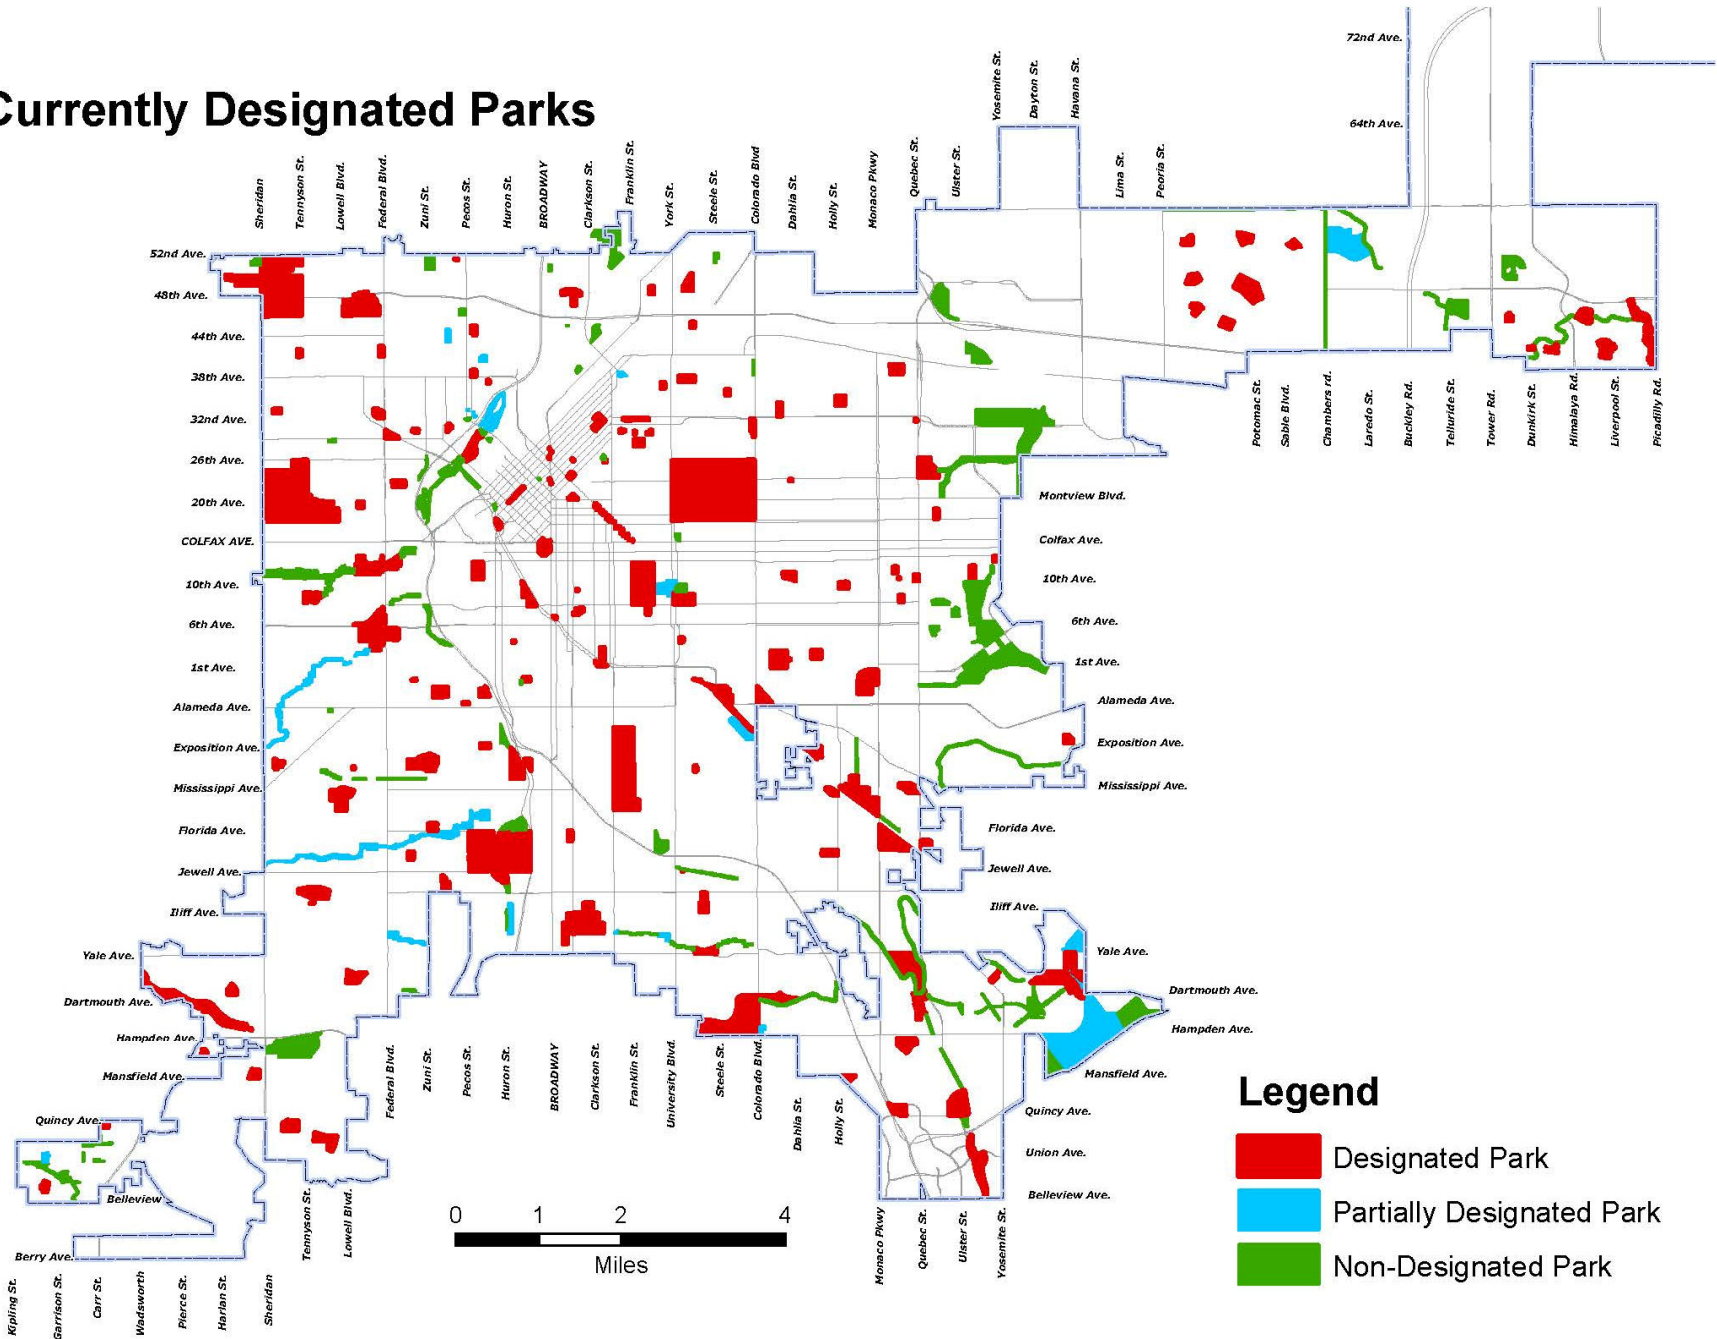 Currently Designated Parks
72nd Ave.
64th Ave.
Yosemite St.
Dayton St.
Havana St.
Lima St.
Peoria St.
Sheridan
Tennyson St.
Lowell Blvd.
Federal Blvd.
Zuni St.
Pecos St.
Huron St.
BROADWAY
Clarkson St.
Franklin St.
York St.
Steele St.
Colorado Blvd
Dahlia St.
Holly St.
Monaco Pkwy
Quebec St.
Ulster St.
52nd Ave.
48th Ave.
44th Ave.
38th Ave.
32nd Ave.
26th Ave.
20th Ave.
COLFAX AVE.
10th Ave.
6th Ave.
1st Ave.
Alameda Ave.
Exposition Ave.
Mississippi Ave.
Florida Ave.
Jewell Ave.
Iliff Ave.
Yale Ave.
Dartmouth Ave.
Hampden Ave.
Mansfield Ave.
Quincy Ave.
Belleview
Berry Ave.
Potomac St.
Sable Blvd.
Chambers rd.
Laredo St.
Buckley Rd.
Telluride St.
Tower Rd.
Dunkirk St.
Himalaya Rd.
Liverpool St.
Picadilly Rd.
Montview Blvd.
Colfax Ave.
10th Ave.
6th Ave.
1st Ave.
Alameda Ave.
Exposition Ave.
Mississippi Ave.
Florida Ave.
Jewell Ave.
Iliff Ave.
Yale Ave.
Dartmouth Ave.
Hampden Ave.
Mansfield Ave.
Quincy Ave.
Union Ave.
Belleview Ave.
Federal Blvd.
Zuni St.
Pecos St.
Huron St.
BROADWAY
Clarkson St.
Franklin St.
University Blvd.
Steele St.
Colorado Blvd.
Dahlia St.
Holly St.
Tennyson St.
Lowell Blvd.
Monaco Pkwy
Quebec St.
Ulster St.
Yosemite St.
Kipling St.
Garrison St.
Carr St.
Wadsworth
Pierce St.
Harlan St.
Sheridan
0 1 2 4
Miles
Legend
Designated Park
Partially Designated Park
Non-Designated Park